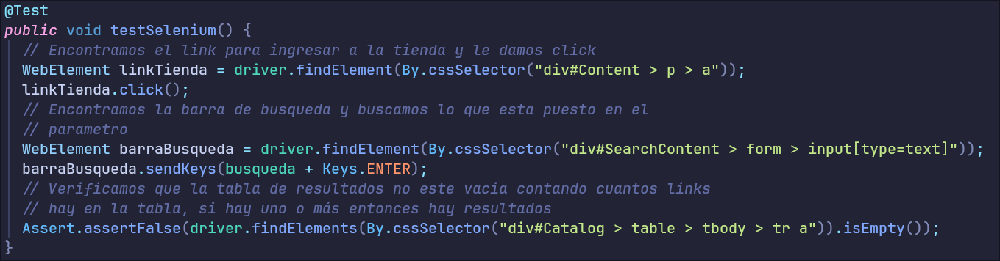 @Test
public void testSelenium() {
// Encontramos el link para ingresar a la tienda y le damos click
WebElement linkTienda = driver.findElement(By.cssSelector("div#Content > p > a"));
linkTienda.click();
// Encontramos la barra de busqueda y buscamos lo que esta puesto en el
// parametro
WebElement barraBusqueda = driver.findElement(By.cssSelector("div#SearchContent > form > input[type=text]"));
barraBusqueda.sendKeys(busqueda + Keys.ENTER);
// Verificamos que la tabla de resultados no este vacia contando cuantos links
// hay en la tabla, si hay uno o más entonces hay resultados
Assert.assertFalse(driver.findElements(By.cssSelector("div#Catalog > table > tbody > tr a")).isEmpty());
}